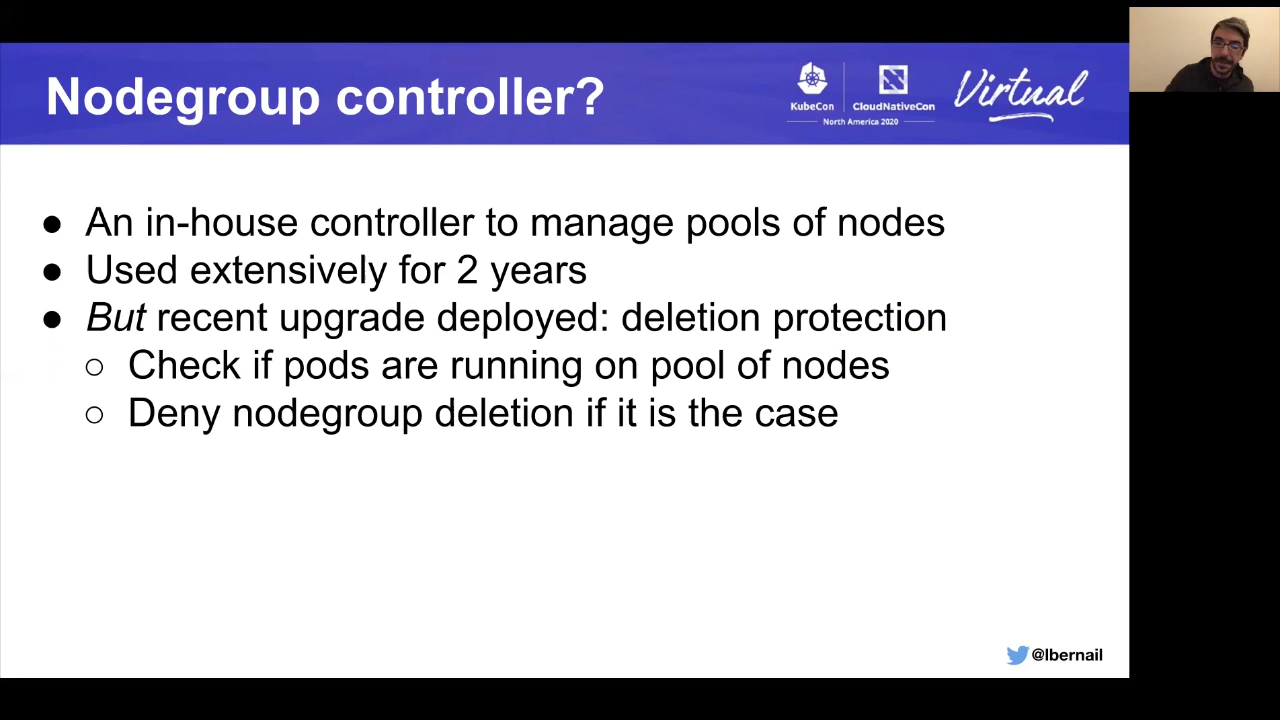 Nodegroup controller?
KubeCon
CloudNativeCon
North America 2020
Virtual
● An in-house controller to manage pools of nodes
● Used extensively for 2 years
● But recent upgrade deployed: deletion protection
○ Check if pods are running on pool of nodes
○ Deny nodegroup deletion if it is the case
@lbernail